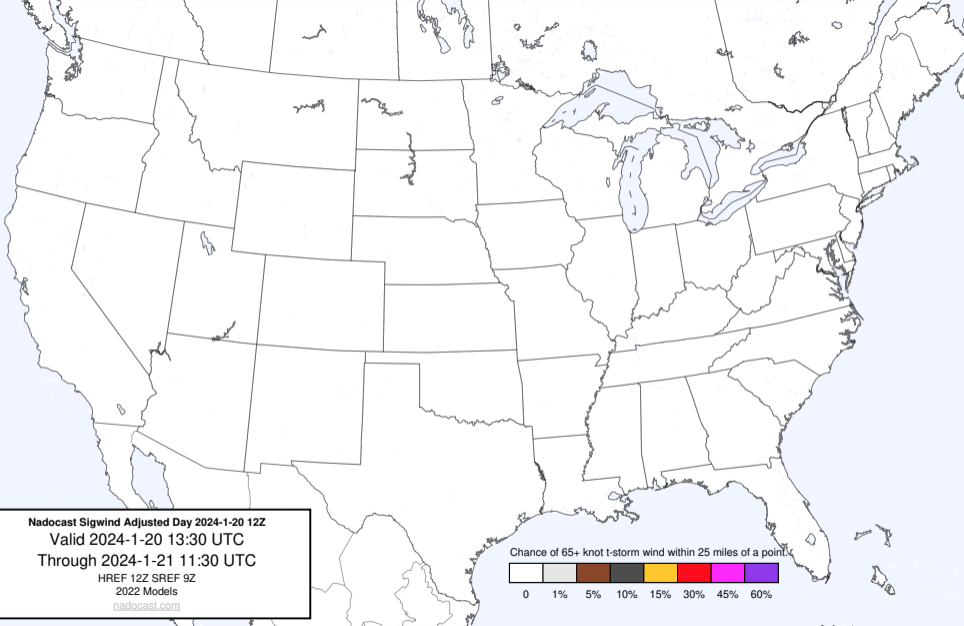 Nadocast Sigwind Adjusted Day 2024-1-20 12Z
Valid 2024-1-20 13:30 UTC
Through 2024-1-21 11:30 UTC
HREF 12Z SREF 9Z
2022 Models
nadocast.com
Chance of 65+ knot t-storm wind within 25 miles of a point.
0 1% 5% 10% 15% 30% 45% 60%